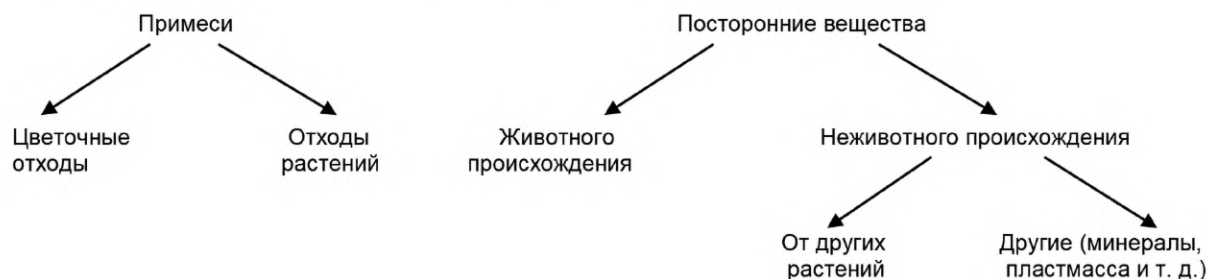 Примеси
Посторонние вещества
Цветочные
отходы
Отходы
растений
Животного
происхождения
Неживотного происхождения
От других
растений
Другие (минералы,
пластмасса и т. д.)